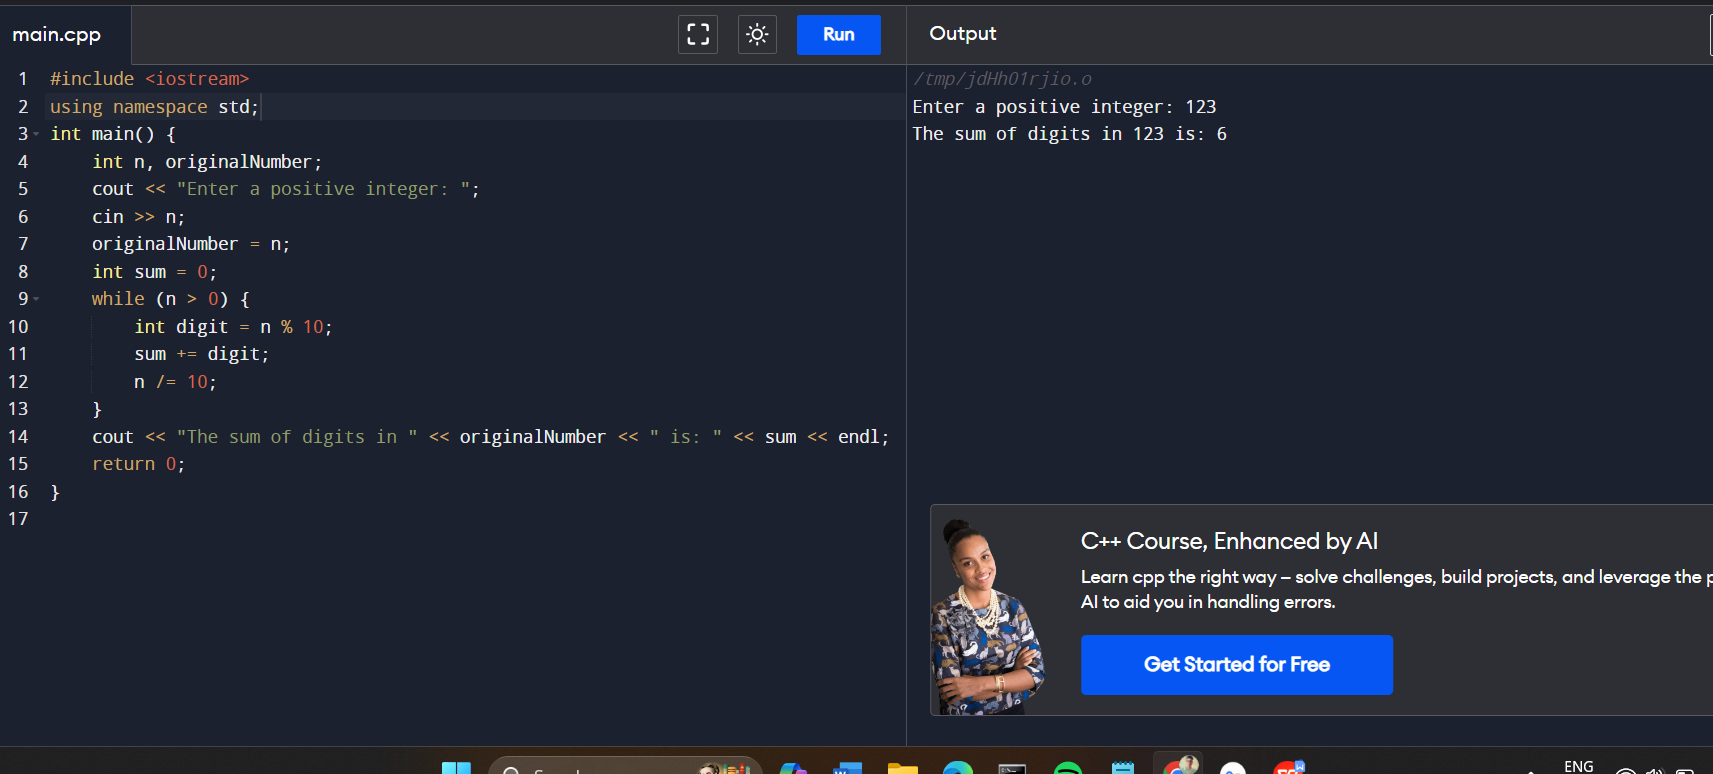 main.cpp
Run
Output
1 #include <iostream>
2 using namespace std;
3 int main() {
4     int n, originalNumber;
5     cout << "Enter a positive integer: ";
6     cin >> n;
7     originalNumber = n;
8     int sum = 0;
9     while (n > 0) {
10         int digit = n % 10;
11         sum += digit;
12         n /= 10;
13     }
14     cout << "The sum of digits in " << originalNumber << " is: " << sum << endl;
15     return 0;
16 }
17
/tmp/jdHhO1rjio.o
Enter a positive integer: 123
The sum of digits in 123 is: 6
C++ Course, Enhanced by AI
Learn cpp the right way – solve challenges, build projects, and leverage the
AI to aid you in handling errors.
Get Started for Free
ENG